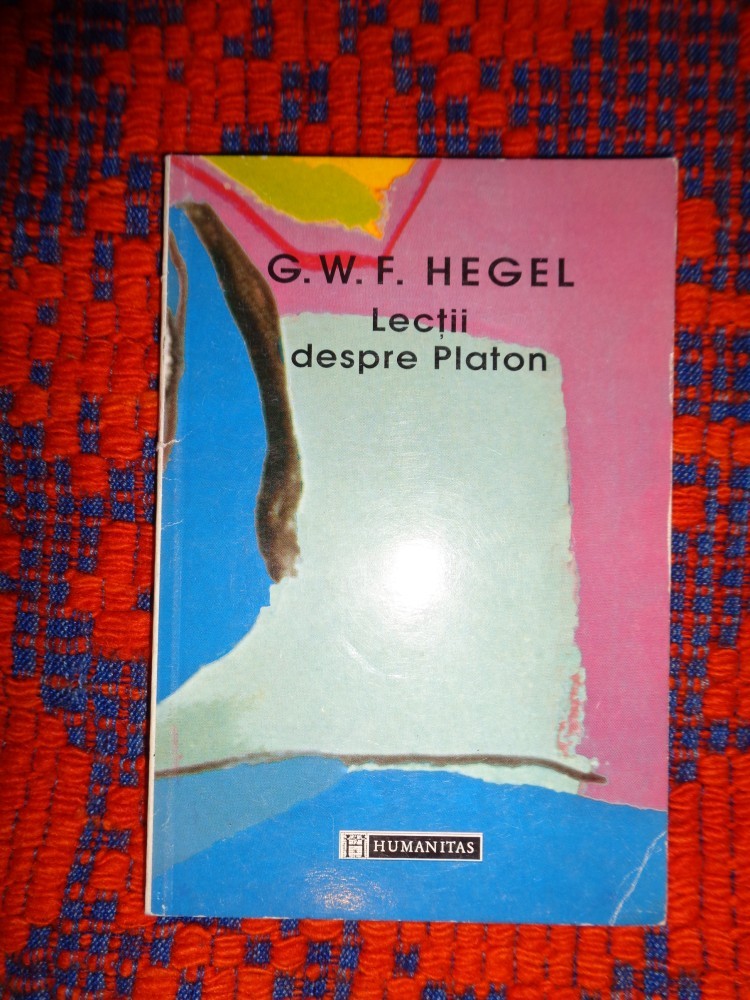 G. W. F. HEGEL
Lecții
despre Platon
HUMANITAS